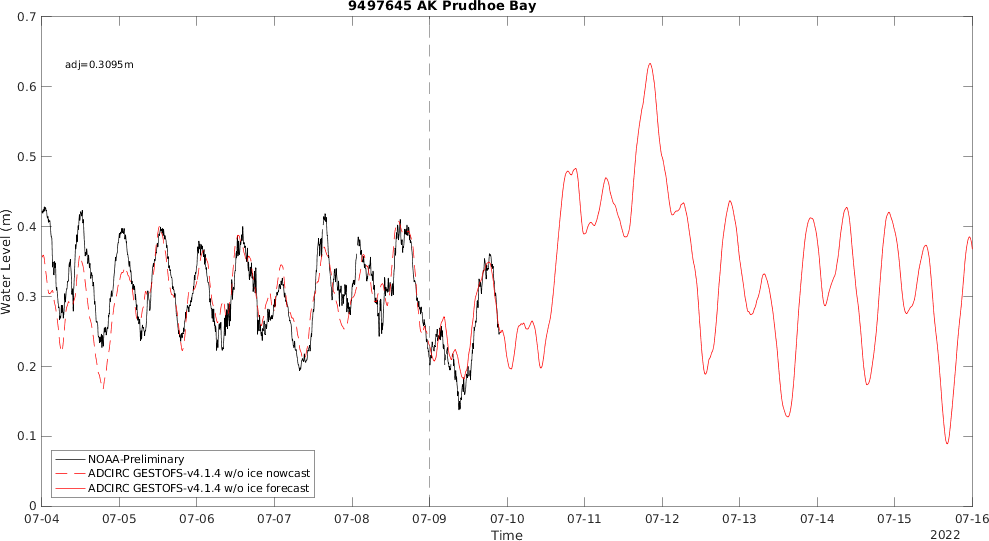 9497645 AK Prudhoe Bay
0.7
adj=0.3095m
0.6
0.5
0.4
0.3
0.2
0.1
0
Water Level (m)
NOAA-Preliminary
ADCIRC GESTOFS-v4.1.4 w/o ice nowcast
ADCIRC GESTOFS-v4.1.4 w/o ice forecast
07-04 07-05 07-06 07-07 07-08 07-09 07-10 07-11 07-12 07-13 07-14 07-15 07-16
Time
2022